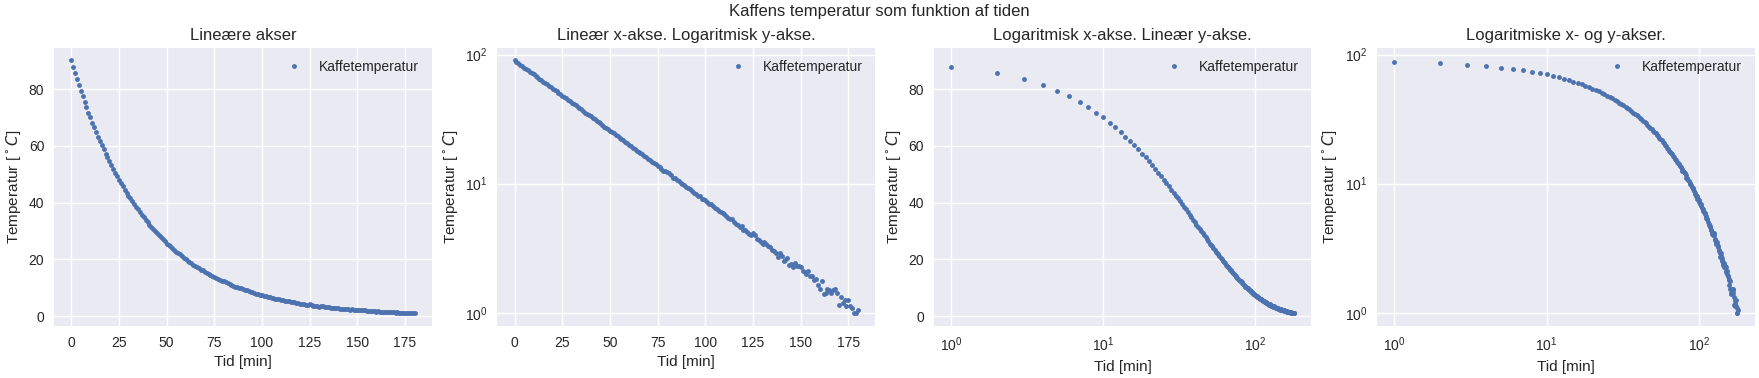 Kaffens temperatur som funktion af tiden
Lineære akser
Kaffetemperatur
Temperatur [°C]
80
60
40
20
0
0 25 50 75 100 125 150 175
Tid [min]
Lineær x-akse. Logaritmisk y-akse.
Kaffetemperatur
Temperatur [°C]
10²
10¹
10⁰
0 25 50 75 100 125 150 175
Tid [min]
Logaritmisk x-akse. Lineær y-akse.
Kaffetemperatur
Temperatur [°C]
80
60
40
20
0
10⁰ 10¹ 10²
Tid [min]
Logaritmiske x- og y-akser.
Kaffetemperatur
Temperatur [°C]
10²
10¹
10⁰
10⁰ 10¹ 10²
Tid [min]